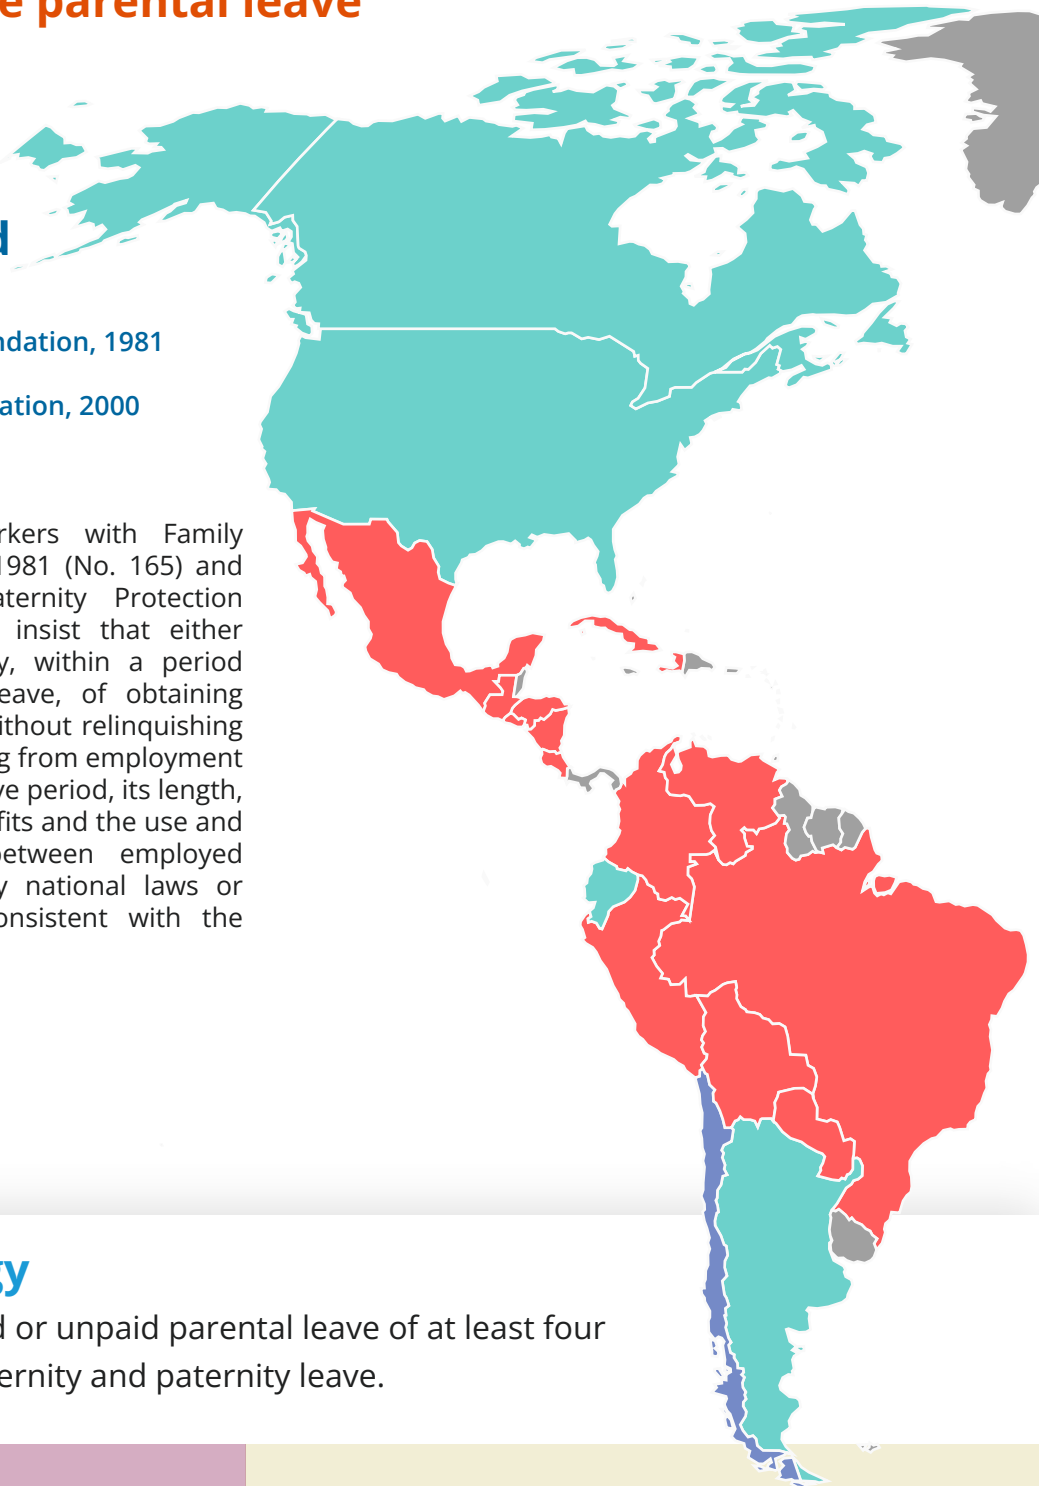 e parental leave
d
ndation, 1981
ation, 2000
rkers with Family
1981 (No. 165) and
aternity Protection
insist that either
y, within a period
eave, of obtaining
vithout relinquishing
g from employment
ve period, its length,
fits and the use and
between employed
y national laws or
onsistent with the
gy
d or unpaid parental leave of at least four
ernity and paternity leave.